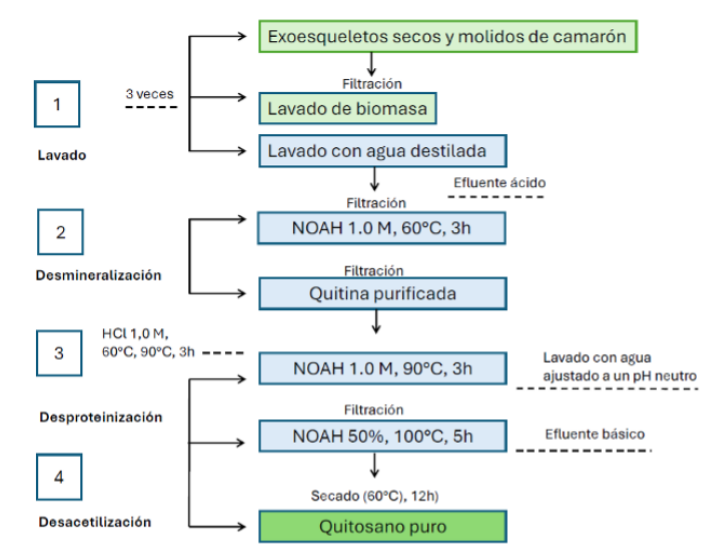 Exoesqueletos secos y molidos de camarón
Filtración
3 veces
1
Lavado de biomasa
Lavado
Lavado con agua destilada
Efluente ácido
Filtración
2
NOAH 1.0 M, 60°C, 3h
Desmineralización
Filtración
Quitina purificada
HCl 1,0 M,
60°C, 90°C, 3h
3
NOAH 1.0 M, 90°C, 3h
Lavado con agua
ajustado a un pH neutro
Desproteinización
Filtración
NOAH 50%, 100°C, 5h
Efluente básico
4
Secado (60°C), 12h)
Desacetilización
Quitosano puro